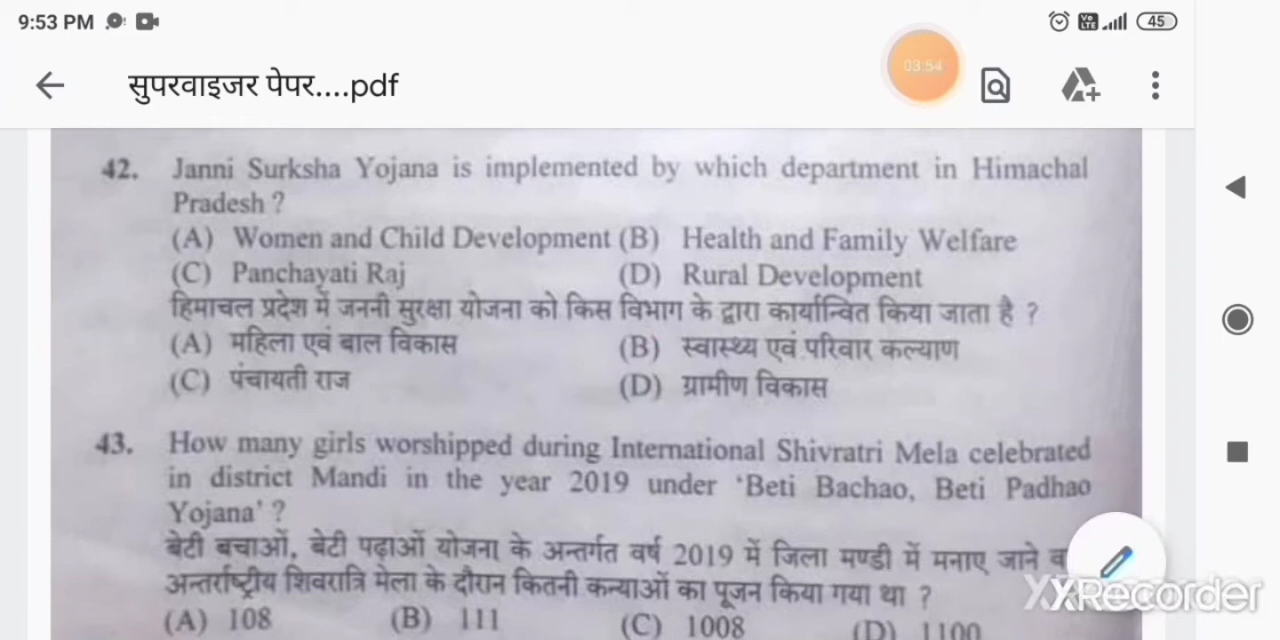 9:53 PM
45
सुपरवाइजर पेपर....pdf
03:54
42. Janni Surksha Yojana is implemented by which department in Himachal
Pradesh ?
(A) Women and Child Development (B) Health and Family Welfare
(C) Panchayati Raj (D) Rural Development
हिमाचल प्रदेश में जननी सुरक्षा योजना को किस विभाग के द्वारा कार्यान्वित किया जाता है ?
(A) महिला एवं बाल विकास (B) स्वास्थ्य एवं परिवार कल्याण
(C) पंचायती राज (D) ग्रामीण विकास
43. How many girls worshipped during International Shivratri Mela celebrated
in district Mandi in the year 2019 under 'Beti Bachao, Beti Padhao
Yojana' ?
बेटी बचाओं, बेटी पढ़ाओं योजना के अन्तर्गत वर्ष 2019 में जिला मण्डी में मनाए जाने
अन्तर्राष्ट्रीय शिवरात्रि मेला के दौरान कितनी कन्याओं का पूजन किया गया था ?
XRecorder
(A) 108 (B) 111 (C) 1008 (D) 1100